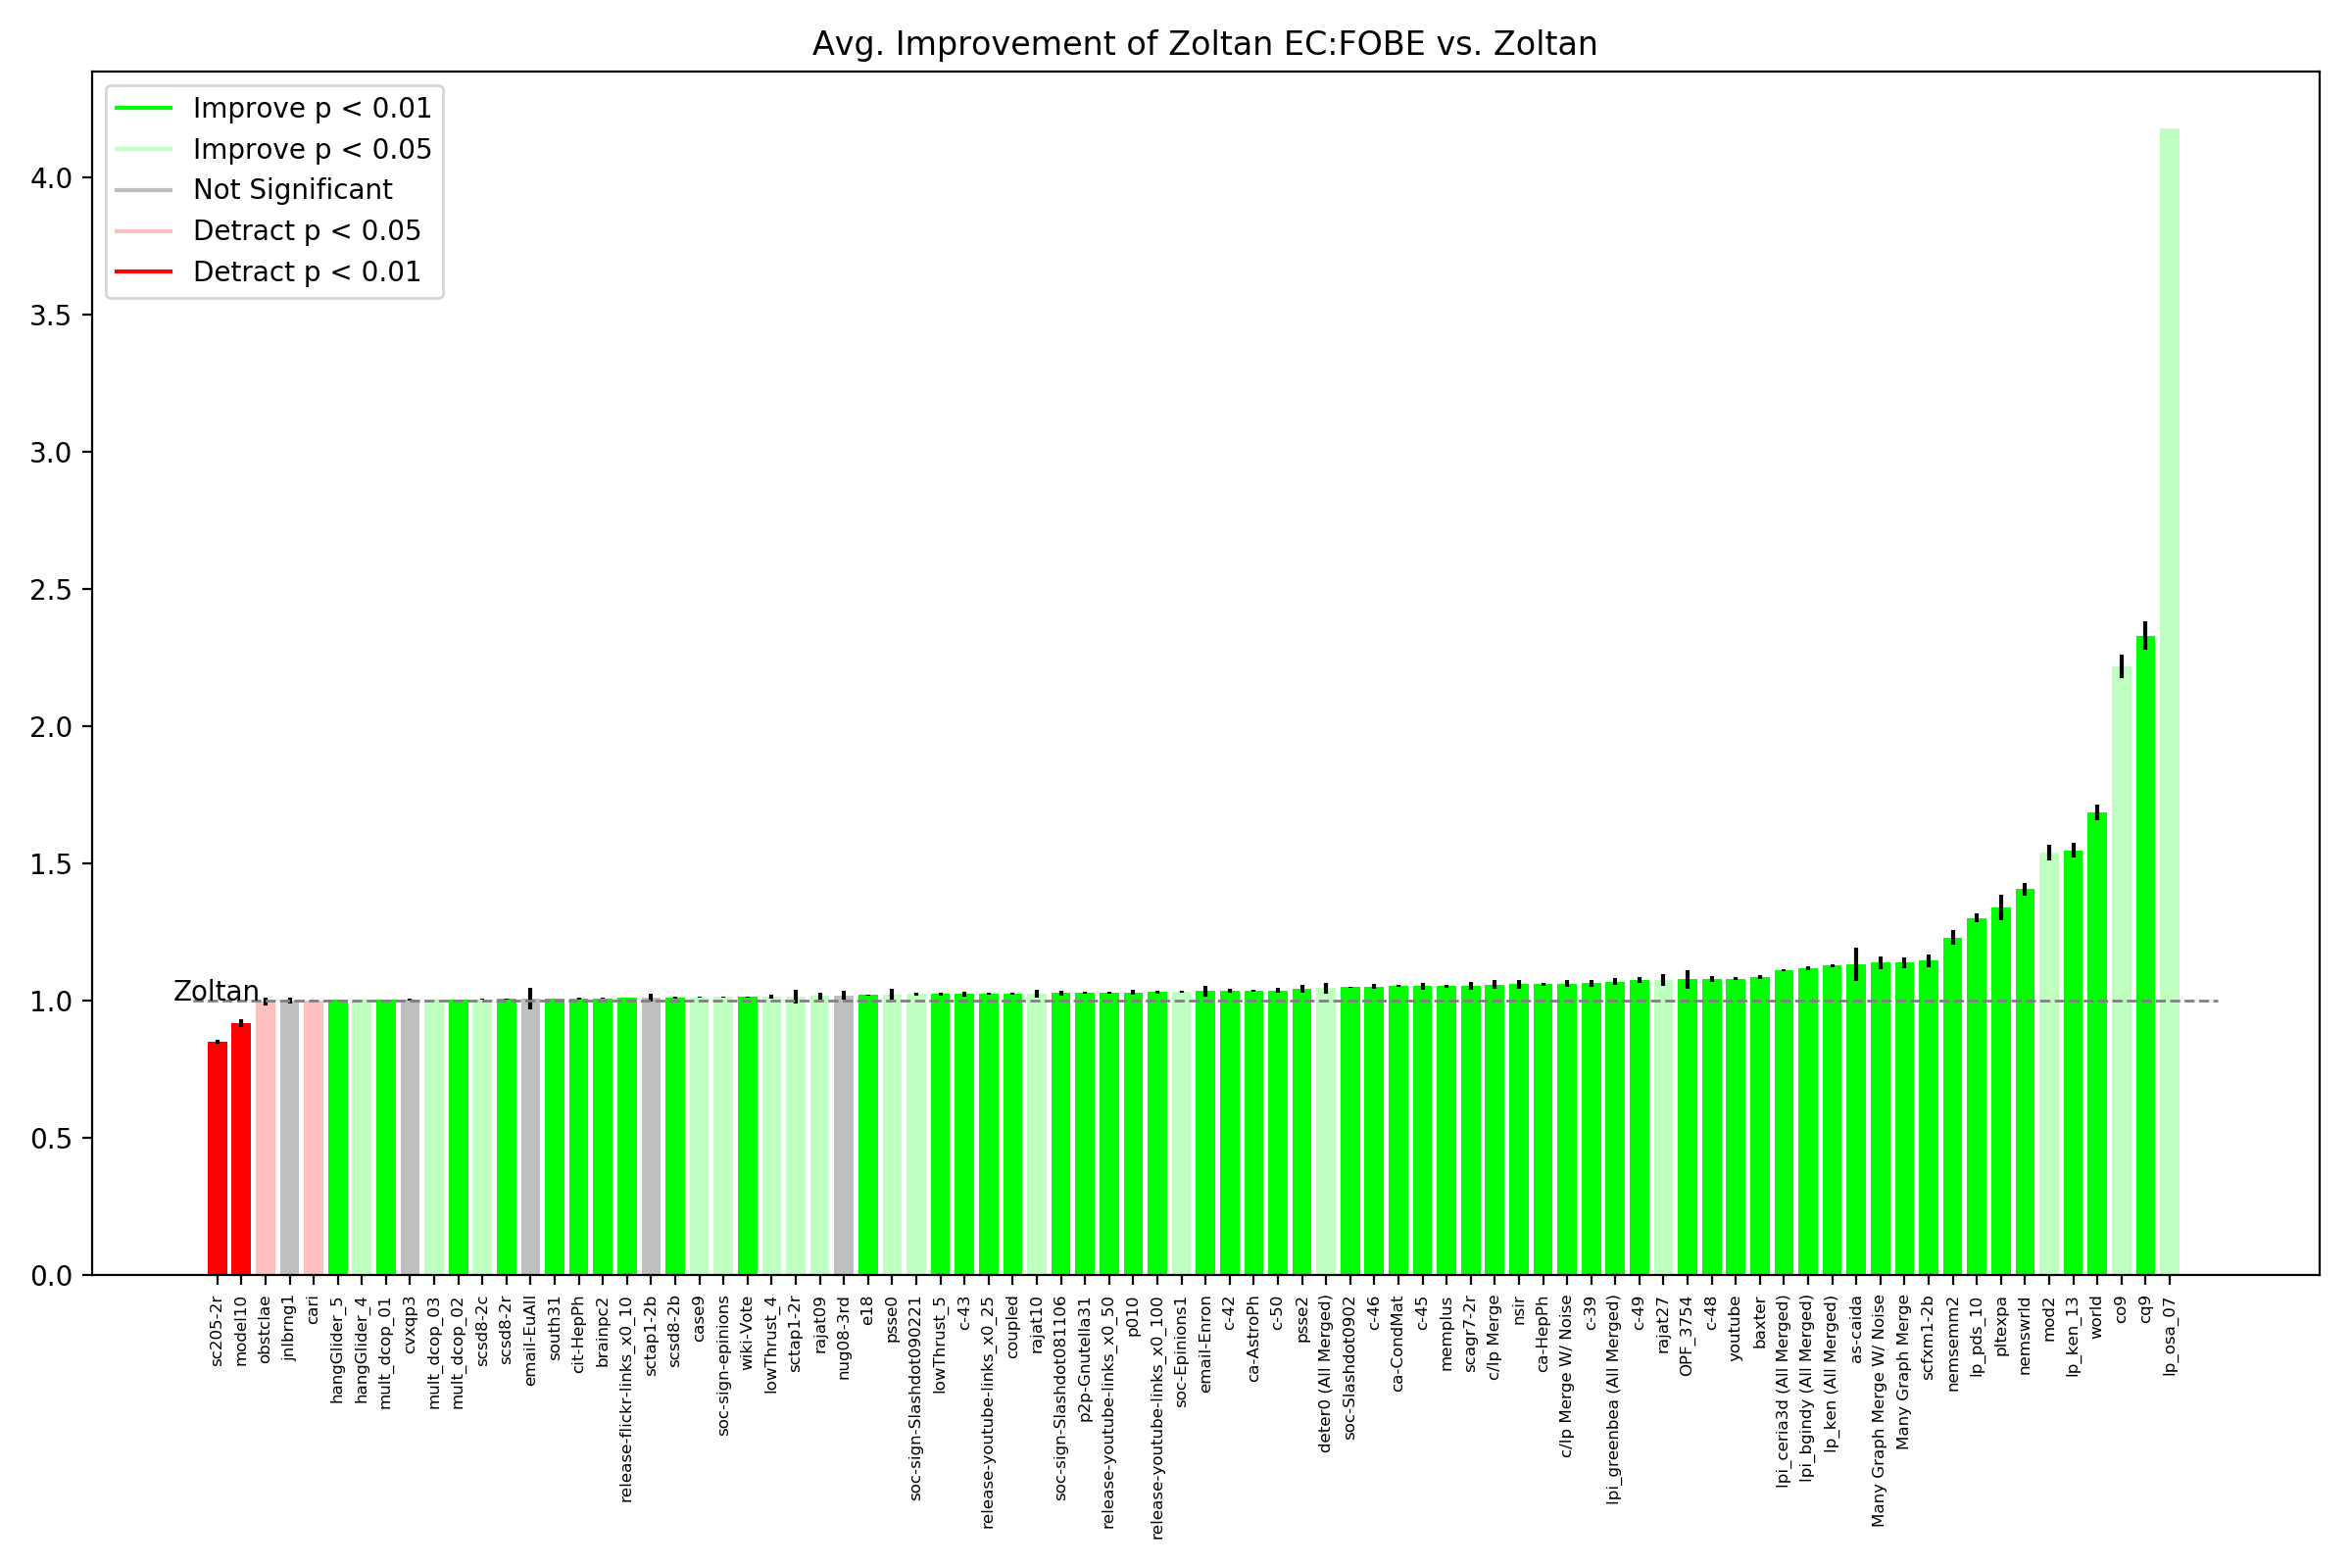 Avg. Improvement of Zoltan EC:FOBE vs. Zoltan
Improve p < 0.01
Improve p < 0.05
Not Significant
Detract p < 0.05
Detract p < 0.01
4.0
3.5
3.0
2.5
2.0
1.5
1.0
0.5
0.0
Zoltan
sc205-2r
model10
obstclae
jnlbrng1
cari
hangGlider_5
hangGlider_4
mult_dcop_01
cvxqp3
mult_dcop_03
mult_dcop_02
scsd8-2c
scsd8-2r
email-EuAll
south31
cit-HepPh
brainpc2
release-flickr-links_x0_10
sctap1-2b
scsd8-2b
case9
soc-sign-epinions
wiki-Vote
lowThrust_4
sctap1-2r
rajat09
nug08-3rd
e18
psse0
soc-sign-Slashdot090221
lowThrust_5
c-43
release-youtube-links_x0_25
coupled
rajat10
soc-sign-Slashdot081106
p2p-Gnutella31
release-youtube-links_x0_50
p010
release-youtube-links_x0_100
soc-Epinions1
email-Enron
c-42
ca-AstroPh
c-50
psse2
deter0 (All Merged)
soc-Slashdot0902
c-46
ca-CondMat
c-45
memplus
scagr7-2r
c/lp Merge
nsir
ca-HepPh
c/lp Merge W/ Noise
c-39
lpi_greenbea (All Merged)
c-49
rajat27
OPF_3754
c-48
youtube
baxter
lpi_ceria3d (All Merged)
lpi_bgindy (All Merged)
lp_ken (All Merged)
as-caida
Many Graph Merge W/ Noise
Many Graph Merge
scfxm1-2b
nemsemm2
lp_pds_10
pltexpa
nemswrld
mod2
lp_ken_13
world
co9
cq9
lp_osa_07